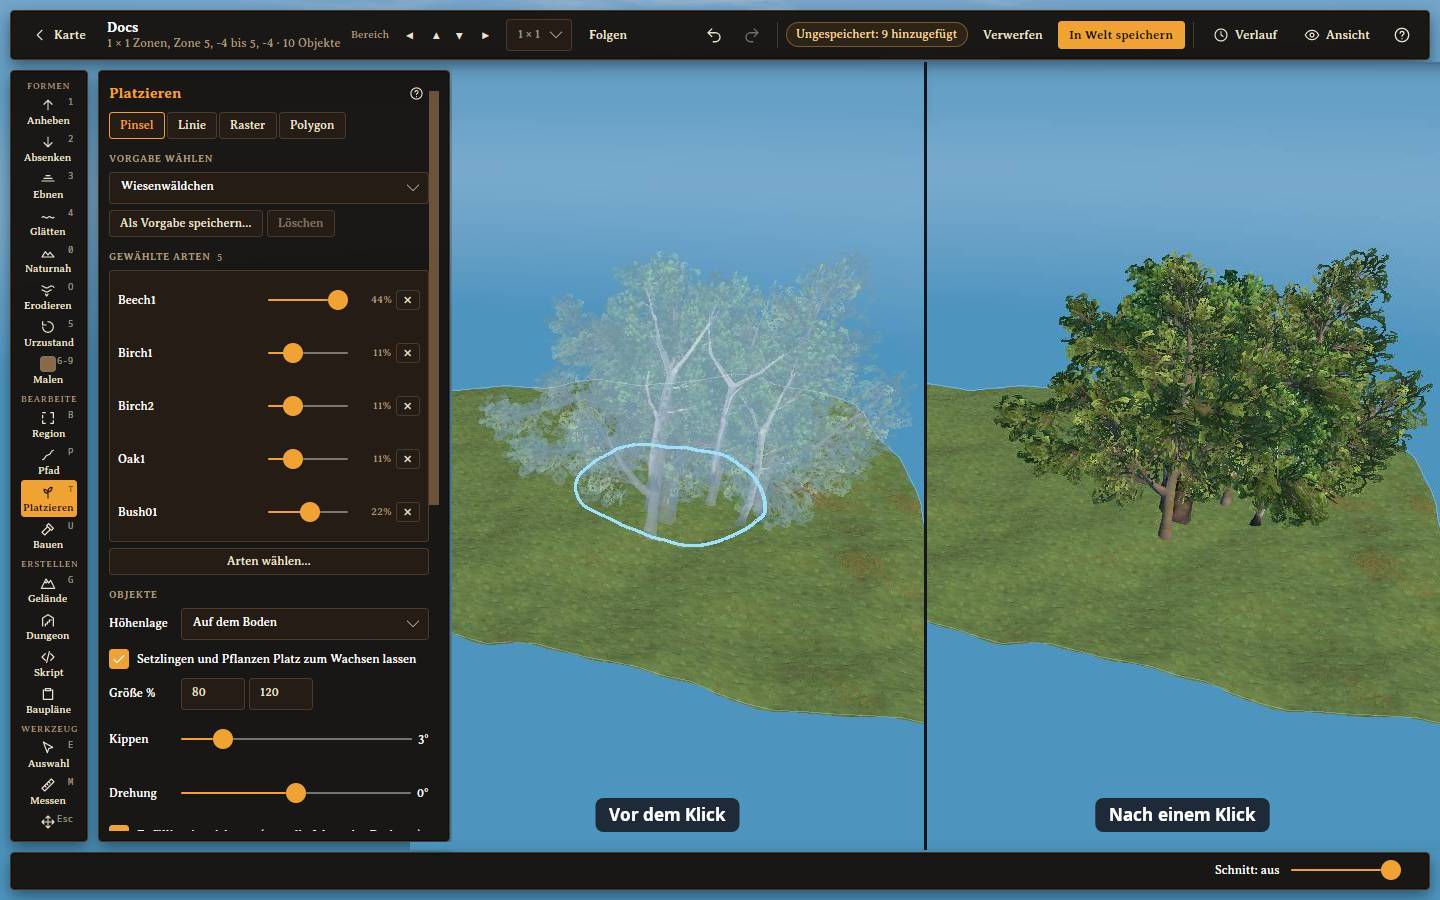 Karte
Docs
1 × 1 Zonen, Zone 5, -4 bis 5, -4 · 10 Objekte
Bereich
1 × 1
Folgen
Ungespeichert: 9 hinzugefügt
Verwerfen
In Welt speichern
Verlauf
Ansicht
FORMEN
1
Anheben
2
Absenken
3
Ebnen
4
Glätten
0
Naturnah
O
Erodieren
5
Urzustand
6-9
Malen
BEARBEITE
B
Region
P
Pfad
T
Platzieren
U
Bauen
ERSTELLEN
G
Gelände
Dungeon
Skript
Baupläne
WERKZEUG
E
Auswahl
M
Messen
Esc
Platzieren
Pinsel
Linie
Raster
Polygon
VORGABE WÄHLEN
Wiesenwäldchen
Als Vorgabe speichern...
Löschen
GEWÄHLTE ARTEN 5
Beech1 44%
Birch1 11%
Birch2 11%
Oak1 11%
Bush01 22%
Arten wählen...
OBJEKTE
Höhenlage
Auf dem Boden
Setzlingen und Pflanzen Platz zum Wachsen lassen
Größe %
80
120
Kippen 3°
Drehung 0°
Vor dem Klick
Nach einem Klick
Schnitt: aus